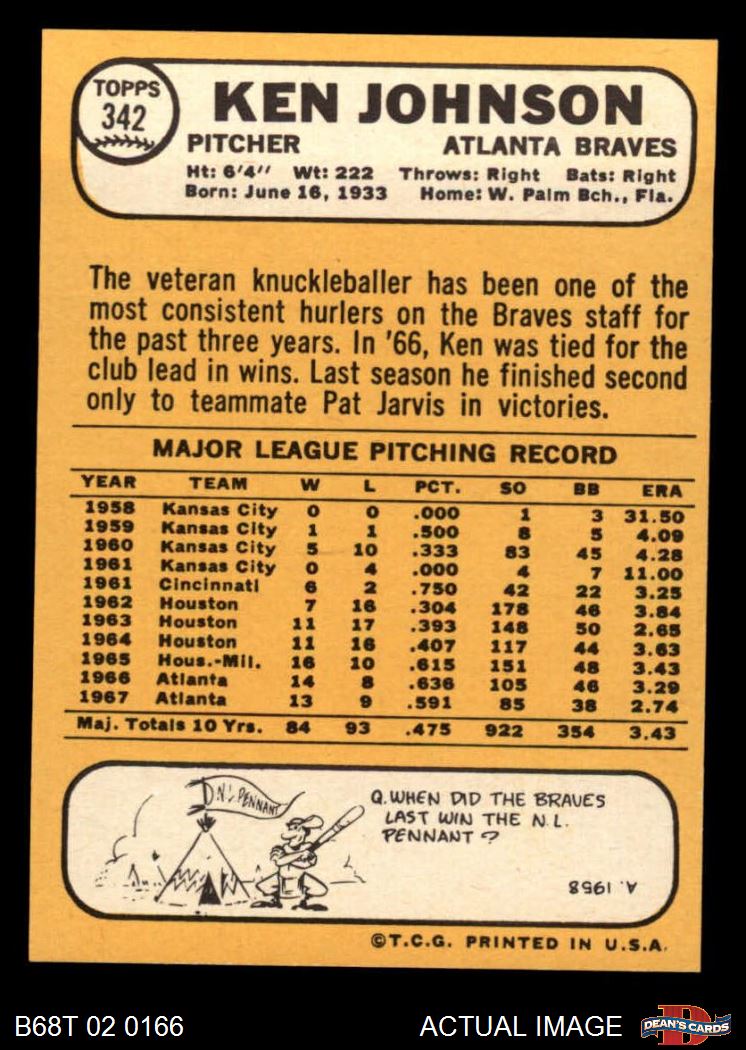 TOPPS
342
KEN JOHNSON
PITCHER ATLANTA BRAVES
Ht: 6'4" Wt: 222 Throws: Right Bats: Right
Born: June 16, 1933 Home: W. Palm Bch., Fla.
The veteran knuckleballer has been one of the
most consistent hurlers on the Braves staff for
the past three years. In '66, Ken was tied for the
club lead in wins. Last season he finished second
only to teammate Pat Jarvis in victories.
MAJOR LEAGUE PITCHING RECORD
YEAR TEAM W L PCT. SO BB ERA
1958 Kansas City 0 0 .000 1 3 31.50
1959 Kansas City 1 1 .500 8 5 4.09
1960 Kansas City 5 10 .333 83 45 4.28
1961 Kansas City 0 4 .000 4 7 11.00
1961 Cincinnati 6 2 .750 42 22 3.25
1962 Houston 7 16 .304 178 46 3.84
1963 Houston 11 17 .393 148 50 2.65
1964 Houston 11 16 .407 117 44 3.63
1965 Hous.-Mil. 16 10 .615 151 48 3.43
1966 Atlanta 14 8 .636 105 46 3.29
1967 Atlanta 13 9 .591 85 38 2.74
Maj. Totals 10 Yrs. 84 93 .475 922 354 3.43
N.L. PENNANT
Q. WHEN DID THE BRAVES
LAST WIN THE N.L.
PENNANT?
A. 1958
©T.C.G. PRINTED IN U.S.A.
B68T 02 0166 ACTUAL IMAGE DEAN'S CARDS